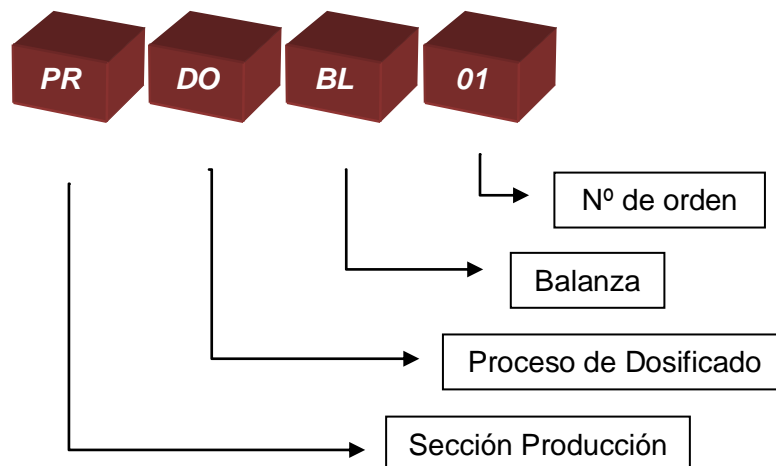 PR DO BL 01
Nº de orden
Balanza
Proceso de Dosificado
Sección Producción